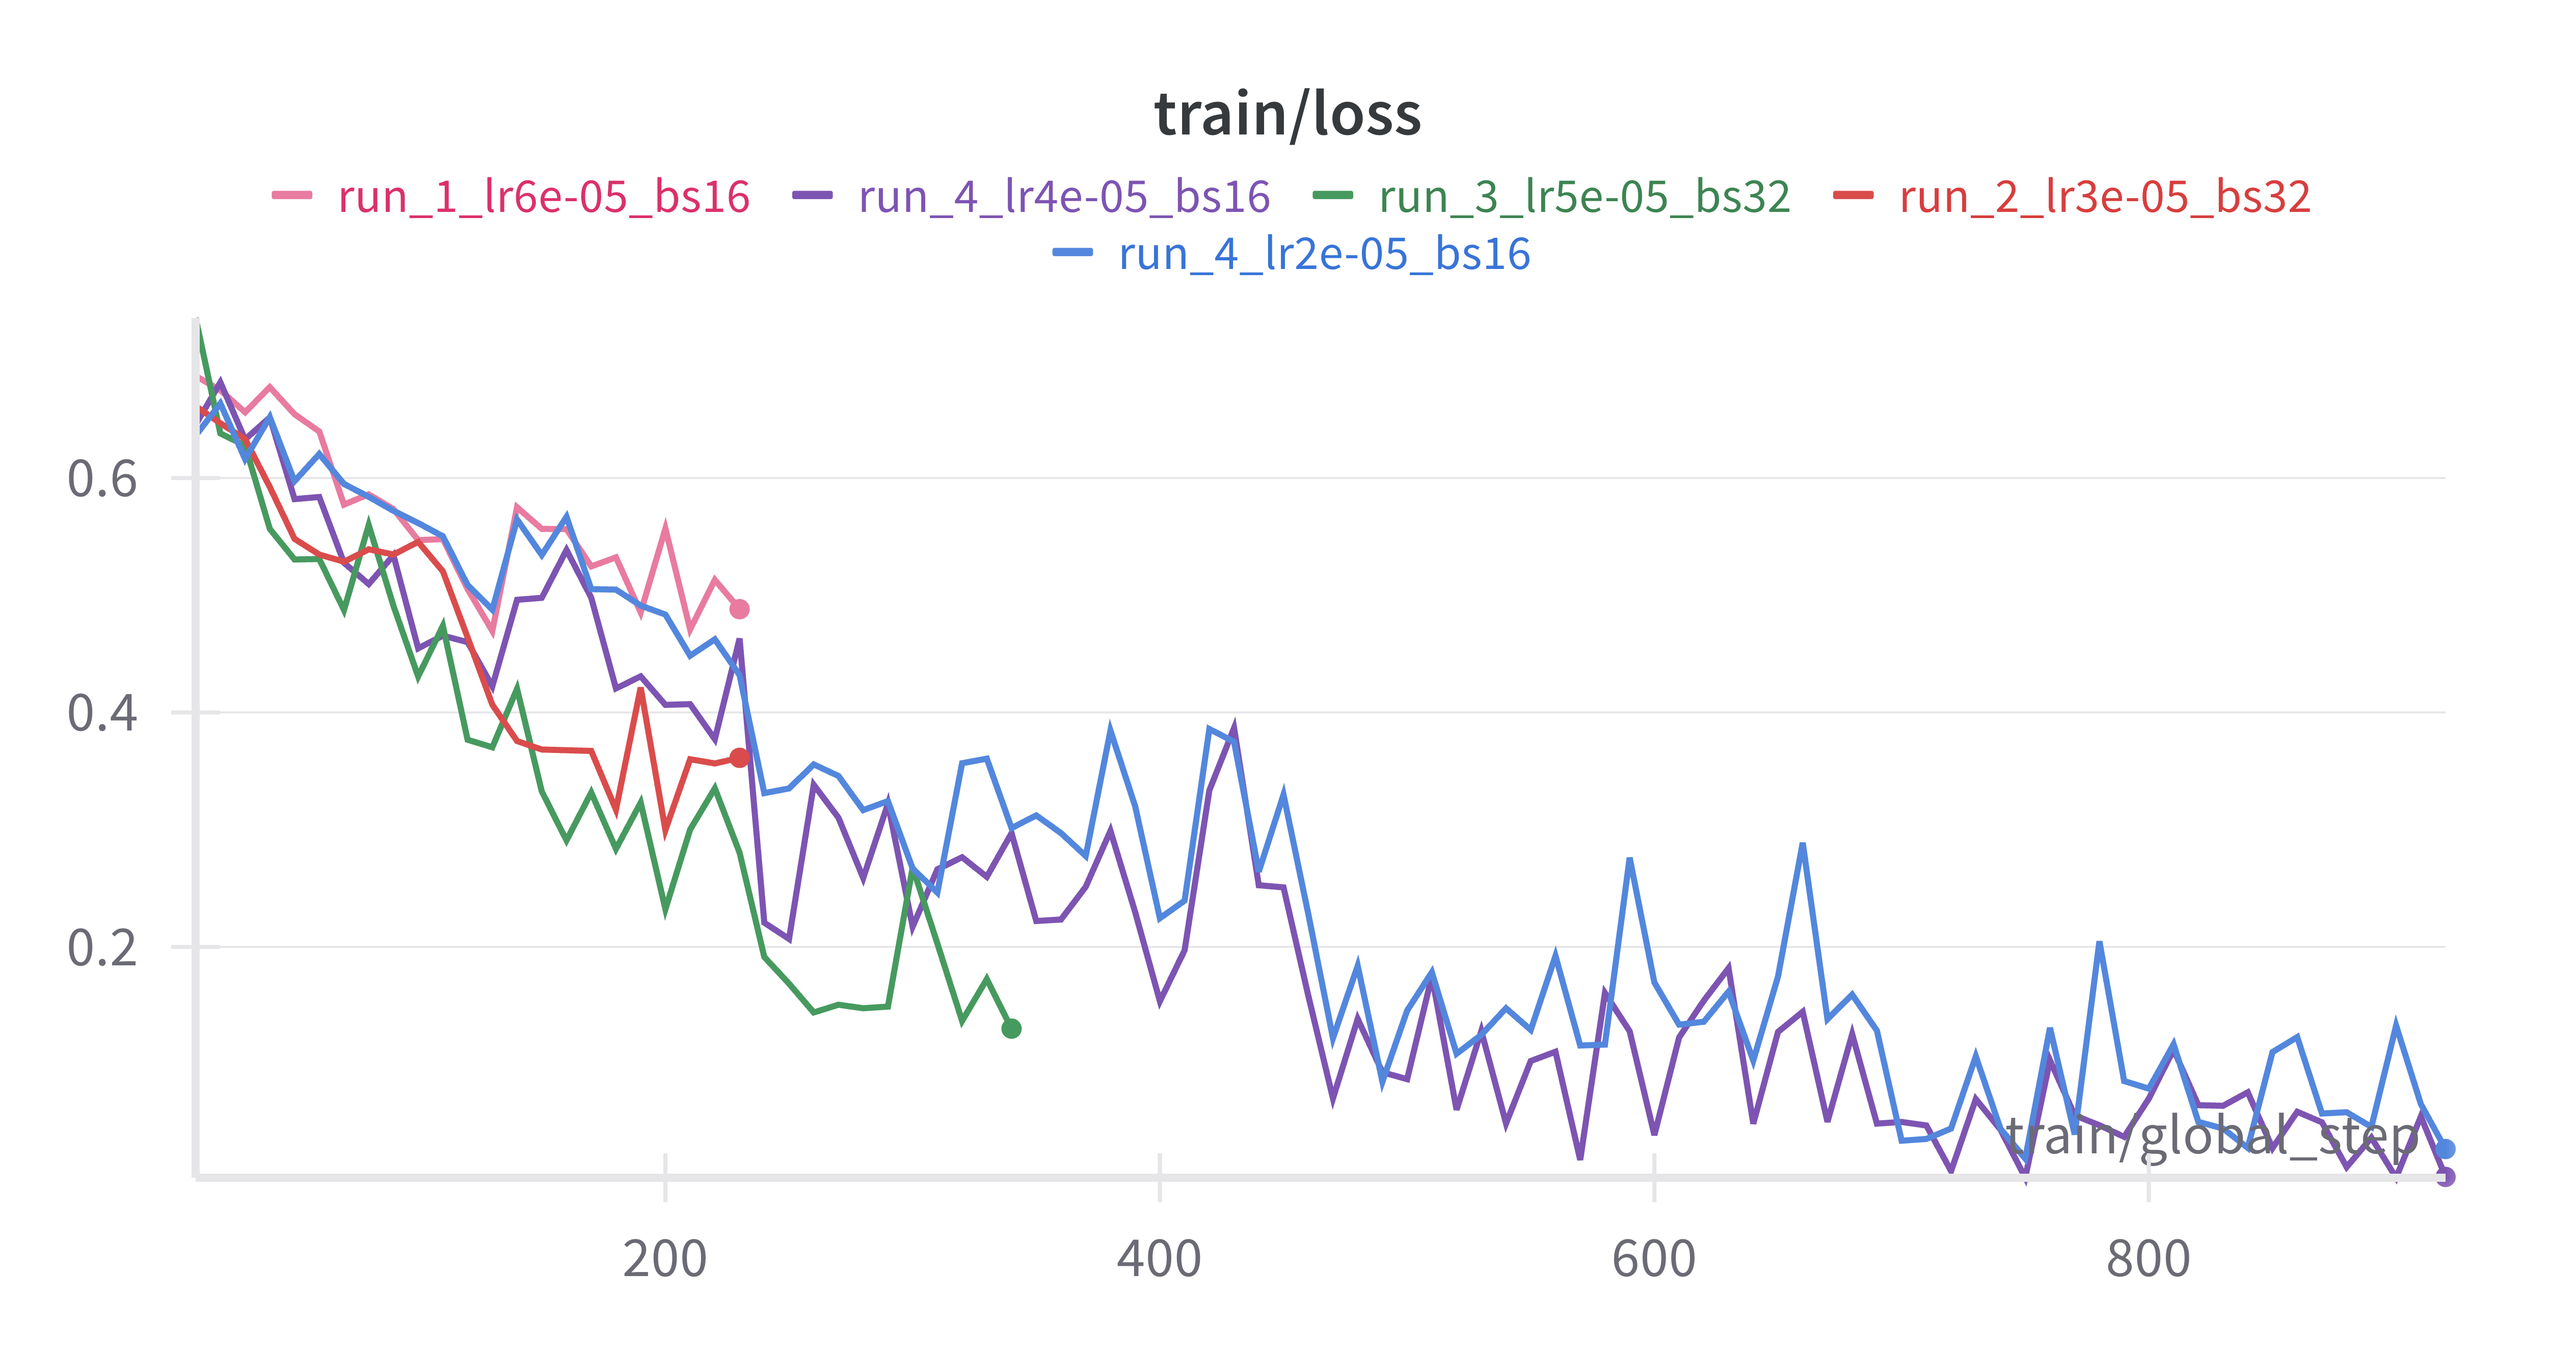 train/loss
run_1_lr6e-05_bs16 run_4_lr4e-05_bs16 run_3_lr5e-05_bs32 run_2_lr3e-05_bs32
run_4_lr2e-05_bs16
0.6
0.4
0.2
train/global_step
200 400 600 800